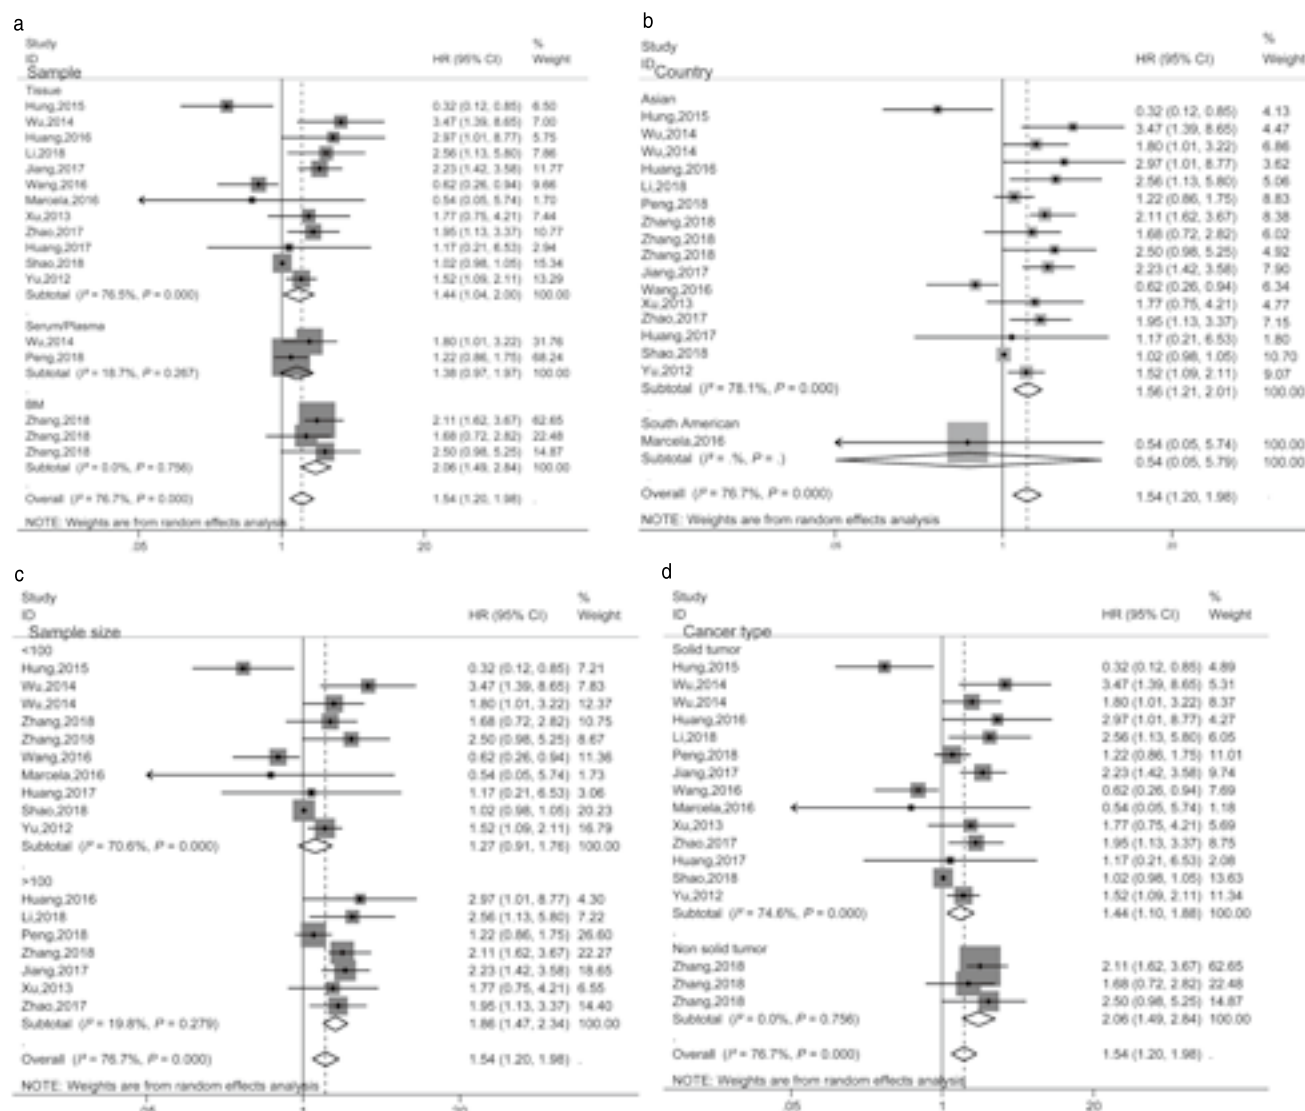 a
Study %
ID HR (95% CI) Weight
Sample
Tissue
Hung,2015 0.32 (0.12, 0.85) 6.50
Wu,2014 3.47 (1.39, 8.65) 7.00
Huang,2016 2.97 (1.01, 8.77) 5.75
Li,2018 2.56 (1.13, 5.80) 7.86
Jiang,2017 2.23 (1.42, 3.58) 11.77
Wang,2016 0.62 (0.26, 0.94) 9.66
Marcela,2016 0.54 (0.05, 5.74) 1.70
Xu,2013 1.77 (0.75, 4.21) 7.44
Zhao,2017 1.95 (1.13, 3.37) 10.77
Huang,2017 1.17 (0.21, 6.53) 2.94
Shao,2018 1.02 (0.98, 1.05) 15.34
Yu,2012 1.52 (1.09, 2.11) 13.29
Subtotal (I² = 76.5%, P = 0.000) 1.44 (1.04, 2.00) 100.00
.
Serum/Plasma
Wu,2014 1.80 (1.01, 3.22) 31.76
Peng,2018 1.22 (0.86, 1.75) 68.24
Subtotal (I² = 18.7%, P = 0.267) 1.38 (0.97, 1.97) 100.00
.
BM
Zhang,2018 2.11 (1.62, 3.67) 62.65
Zhang,2018 1.68 (0.72, 2.82) 22.48
Zhang,2018 2.50 (0.98, 5.25) 14.87
Subtotal (I² = 0.0%, P = 0.756) 2.06 (1.49, 2.84) 100.00
.
Overall (I² = 76.7%, P = 0.000) 1.54 (1.20, 1.98) .
NOTE: Weights are from random effects analysis
.05 1 20
b
Study %
ID HR (95% CI) Weight
Country
Asian
Hung,2015 0.32 (0.12, 0.85) 4.13
Wu,2014 3.47 (1.39, 8.65) 4.47
Wu,2014 1.80 (1.01, 3.22) 6.86
Huang,2016 2.97 (1.01, 8.77) 3.62
Li,2018 2.56 (1.13, 5.80) 5.06
Peng,2018 1.22 (0.86, 1.75) 8.83
Zhang,2018 2.11 (1.62, 3.67) 8.38
Zhang,2018 1.68 (0.72, 2.82) 6.02
Zhang,2018 2.50 (0.98, 5.25) 4.92
Jiang,2017 2.23 (1.42, 3.58) 7.90
Wang,2016 0.62 (0.26, 0.94) 6.34
Xu,2013 1.77 (0.75, 4.21) 4.77
Zhao,2017 1.95 (1.13, 3.37) 7.15
Huang,2017 1.17 (0.21, 6.53) 1.80
Shao,2018 1.02 (0.98, 1.05) 10.70
Yu,2012 1.52 (1.09, 2.11) 9.07
Subtotal (I² = 78.1%, P = 0.000) 1.56 (1.21, 2.01) 100.00
.
South American
Marcela,2016 0.54 (0.05, 5.74) 100.00
Subtotal (I² = .%, P = .) 0.54 (0.05, 5.79) 100.00
.
Overall (I² = 76.7%, P = 0.000) 1.54 (1.20, 1.98) .
NOTE: Weights are from random effects analysis
.05 1 20
c
Study %
ID HR (95% CI) Weight
Sample size
<100
Hung,2015 0.32 (0.12, 0.85) 7.21
Wu,2014 3.47 (1.39, 8.65) 7.83
Wu,2014 1.80 (1.01, 3.22) 12.37
Zhang,2018 1.68 (0.72, 2.82) 10.75
Zhang,2018 2.50 (0.98, 5.25) 8.67
Wang,2016 0.62 (0.26, 0.94) 11.36
Marcela,2016 0.54 (0.05, 5.74) 1.73
Huang,2017 1.17 (0.21, 6.53) 3.06
Shao,2018 1.02 (0.98, 1.05) 20.23
Yu,2012 1.52 (1.09, 2.11) 16.79
Subtotal (I² = 70.6%, P = 0.000) 1.27 (0.91, 1.76) 100.00
.
>100
Huang,2016 2.97 (1.01, 8.77) 4.30
Li,2018 2.56 (1.13, 5.80) 7.22
Peng,2018 1.22 (0.86, 1.75) 26.60
Zhang,2018 2.11 (1.62, 3.67) 22.27
Jiang,2017 2.23 (1.42, 3.58) 18.65
Xu,2013 1.77 (0.75, 4.21) 6.55
Zhao,2017 1.95 (1.13, 3.37) 14.40
Subtotal (I² = 19.8%, P = 0.279) 1.86 (1.47, 2.34) 100.00
.
Overall (I² = 76.7%, P = 0.000) 1.54 (1.20, 1.98) .
NOTE: Weights are from random effects analysis
.05 1 20
d
Study %
ID HR (95% CI) Weight
Cancer type
Solid tumor
Hung,2015 0.32 (0.12, 0.85) 4.89
Wu,2014 3.47 (1.39, 8.65) 5.31
Wu,2014 1.80 (1.01, 3.22) 8.37
Huang,2016 2.97 (1.01, 8.77) 4.27
Li,2018 2.56 (1.13, 5.80) 6.05
Peng,2018 1.22 (0.86, 1.75) 11.01
Jiang,2017 2.23 (1.42, 3.58) 9.74
Wang,2016 0.62 (0.26, 0.94) 7.69
Marcela,2016 0.54 (0.05, 5.74) 1.18
Xu,2013 1.77 (0.75, 4.21) 5.69
Zhao,2017 1.95 (1.13, 3.37) 8.75
Huang,2017 1.17 (0.21, 6.53) 2.08
Shao,2018 1.02 (0.98, 1.05) 13.63
Yu,2012 1.52 (1.09, 2.11) 11.34
Subtotal (I² = 74.6%, P = 0.000) 1.44 (1.10, 1.88) 100.00
.
Non solid tumor
Zhang,2018 2.11 (1.62, 3.67) 62.65
Zhang,2018 1.68 (0.72, 2.82) 22.48
Zhang,2018 2.50 (0.98, 5.25) 14.87
Subtotal (I² = 0.0%, P = 0.756) 2.06 (1.49, 2.84) 100.00
.
Overall (I² = 76.7%, P = 0.000) 1.54 (1.20, 1.98) .
NOTE: Weights are from random effects analysis
.05 1 20